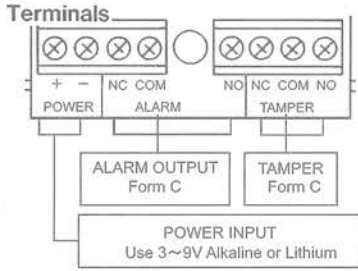 Terminals
+ − NC COM NO NC COM NO
POWER ALARM TAMPER
ALARM OUTPUT
Form C
TAMPER
Form C
POWER INPUT
Use 3～9V Alkaline or Lithium